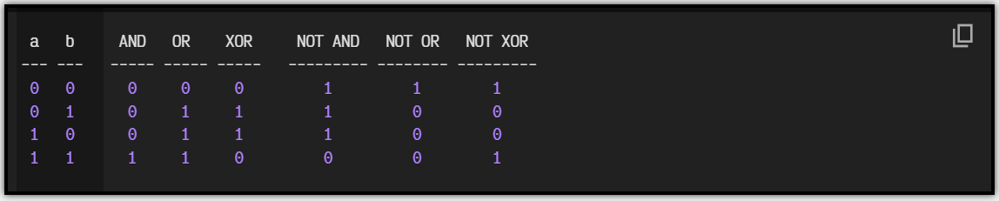 a   b     AND   OR    XOR     NOT AND   NOT OR   NOT XOR
--- ---   ----- ----- -----   --------- -------- ---------
0   0      0     0     0         1         1        1
0   1      0     1     1         1         0        0
1   0      0     1     1         1         0        0
1   1      1     1     0         0         0        1